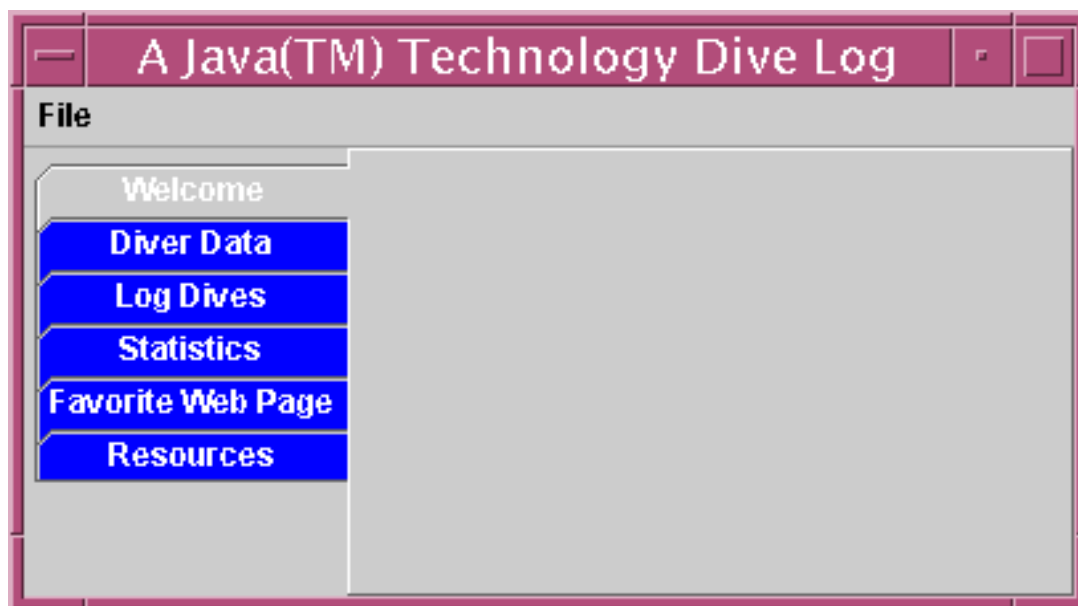 A Java(TM) Technology Dive Log
File
Welcome
Diver Data
Log Dives
Statistics
Favorite Web Page
Resources